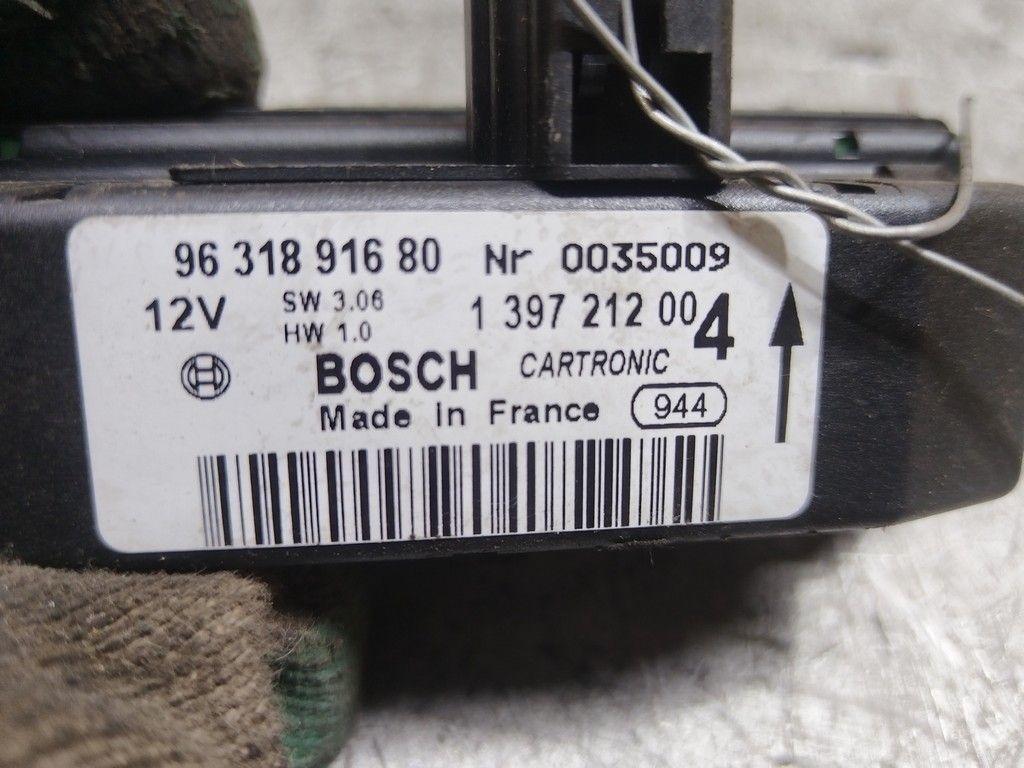 96 318 916 80 Nr 0035009
12V SW 3.06 1 397 212 004
HW 1.0
BOSCH CARTRONIC
Made in France 944